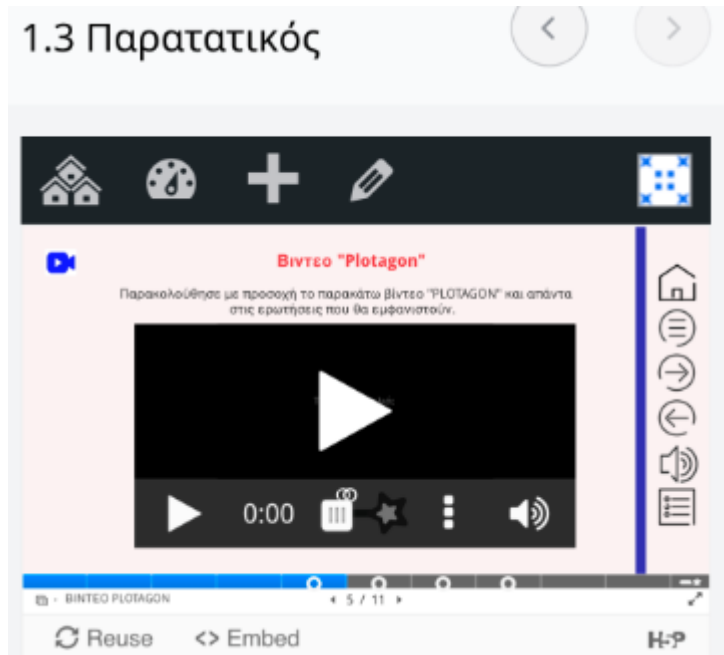 1.3 Παρατατικός
Βιντεο "Plotagon"
Παρακολούθησε με προσοχή το παρακάτω βίντεο "PLOTAGON" και απάντα
στις ερωτήσεις που θα εμφανιστούν.
0:00
ΒΙΝΤΕΟ PLOTAGON
5 / 11
Reuse <> Embed
H-P